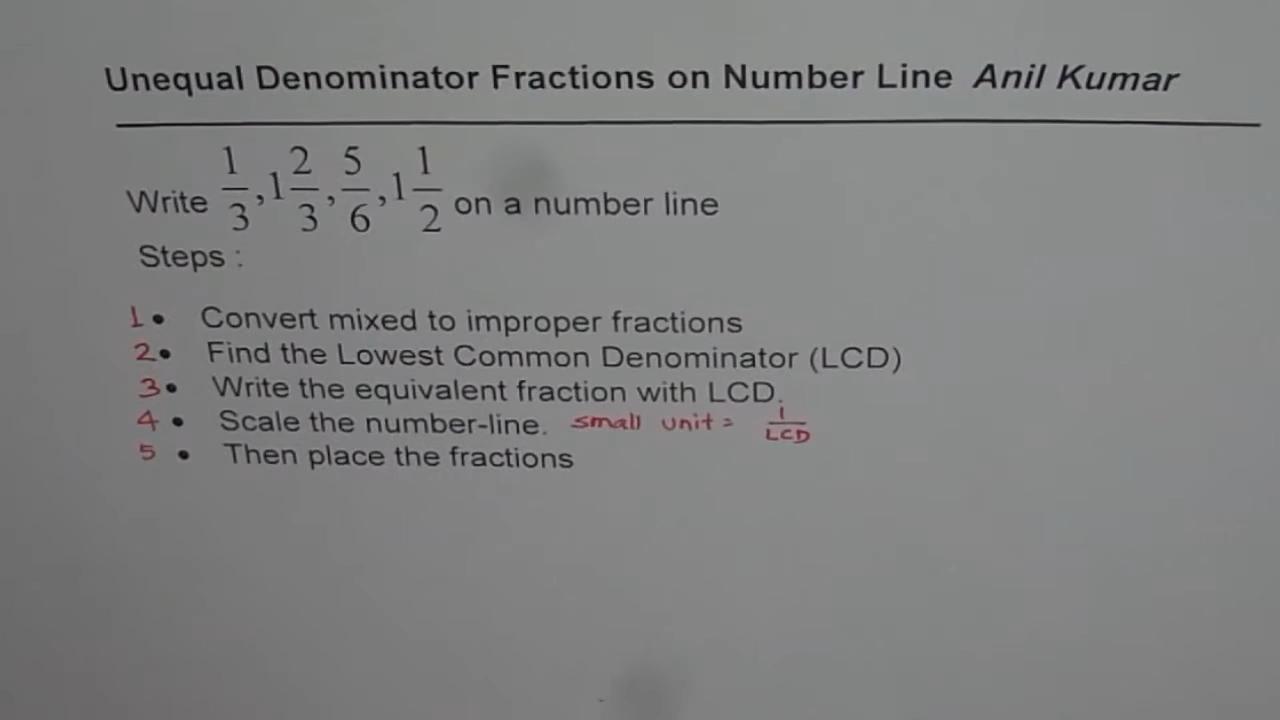 Unequal Denominator Fractions on Number Line Anil Kumar
Write 1/3, 1 2/3, 5/6, 1 1/2 on a number line
Steps :
1 • Convert mixed to improper fractions
2 • Find the Lowest Common Denominator (LCD)
3 • Write the equivalent fraction with LCD.
4 • Scale the number-line. small unit = 1/LCD
5 • Then place the fractions